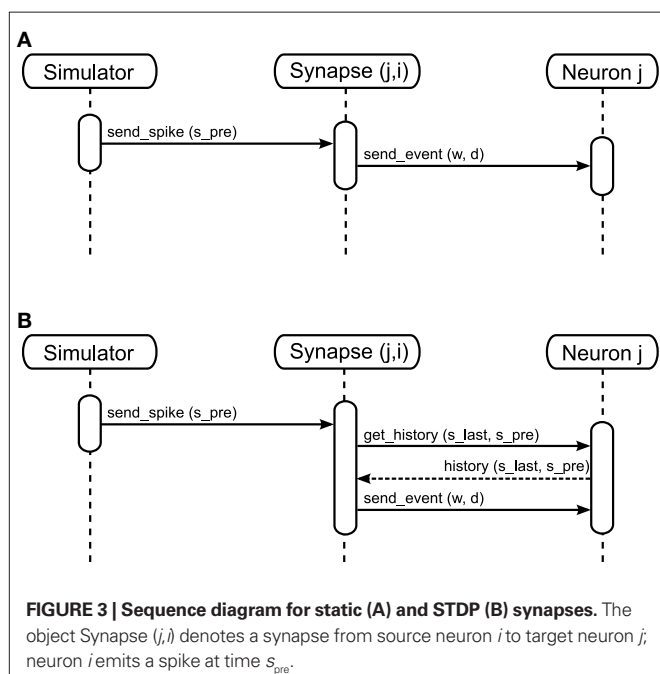 A
Simulator
Synapse (j,i)
Neuron j
send_spike (s_pre)
send_event (w, d)
B
Simulator
Synapse (j,i)
Neuron j
send_spike (s_pre)
get_history (s_last, s_pre)
history (s_last, s_pre)
send_event (w, d)
FIGURE 3 | Sequence diagram for static (A) and STDP (B) synapses. The
object Synapse (j,i) denotes a synapse from source neuron i to target neuron j;
neuron i emits a spike at time s_pre.